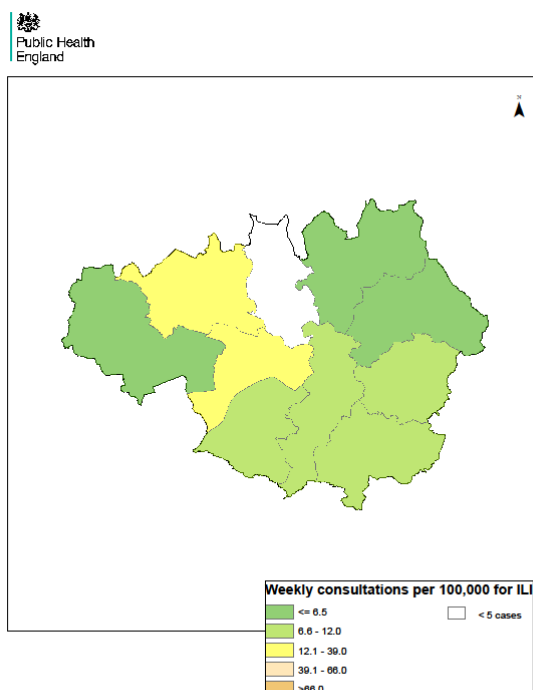 Public Health
England
N
Weekly consultations per 100,000 for ILI
<= 6.5
< 5 cases
6.6 - 12.0
12.1 - 39.0
39.1 - 66.0
>66.0